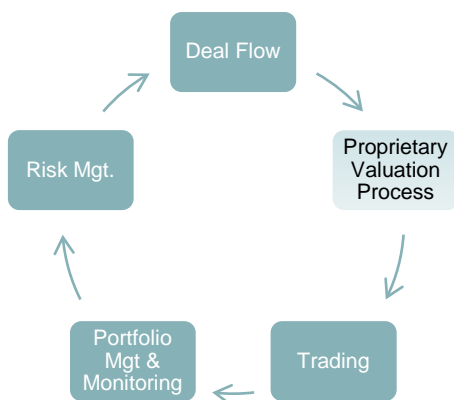 Deal Flow
Proprietary
Valuation
Process
Trading
Portfolio
Mgt &
Monitoring
Risk Mgt.